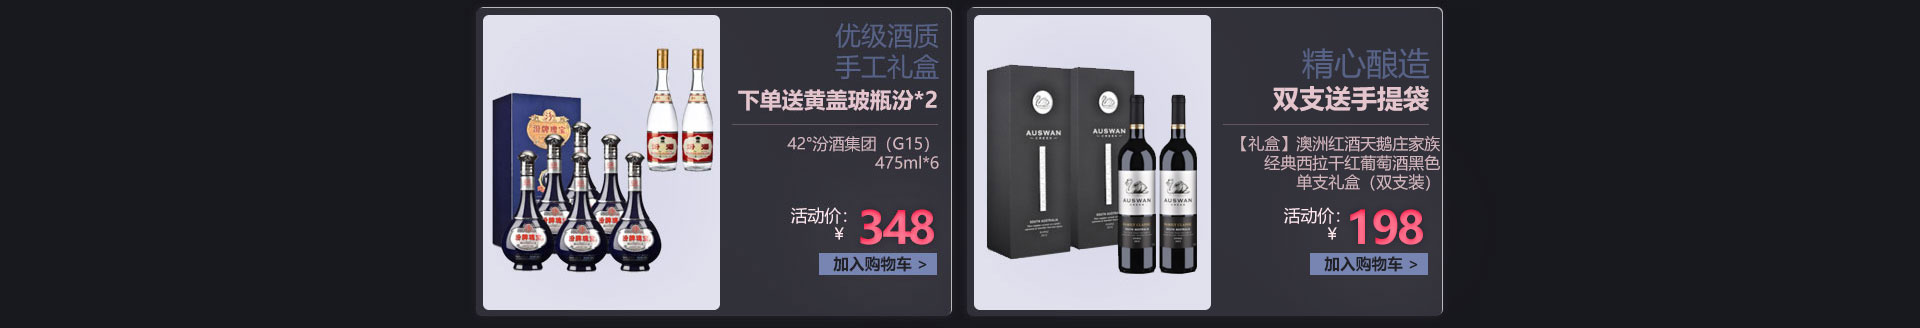 优级酒质
手工礼盒
下单送黄盖玻瓶汾*2
42°汾酒集团（G15）
475ml*6
活动价：
¥ 348
加入购物车 >
精心酿造
双支送手提袋
【礼盒】澳洲红酒天鹅庄家族
经典西拉干红葡萄酒黑色
单支礼盒（双支装）
活动价：
¥ 198
加入购物车 >
AUSWAN
AUSWAN
AUSWAN
AUSWAN